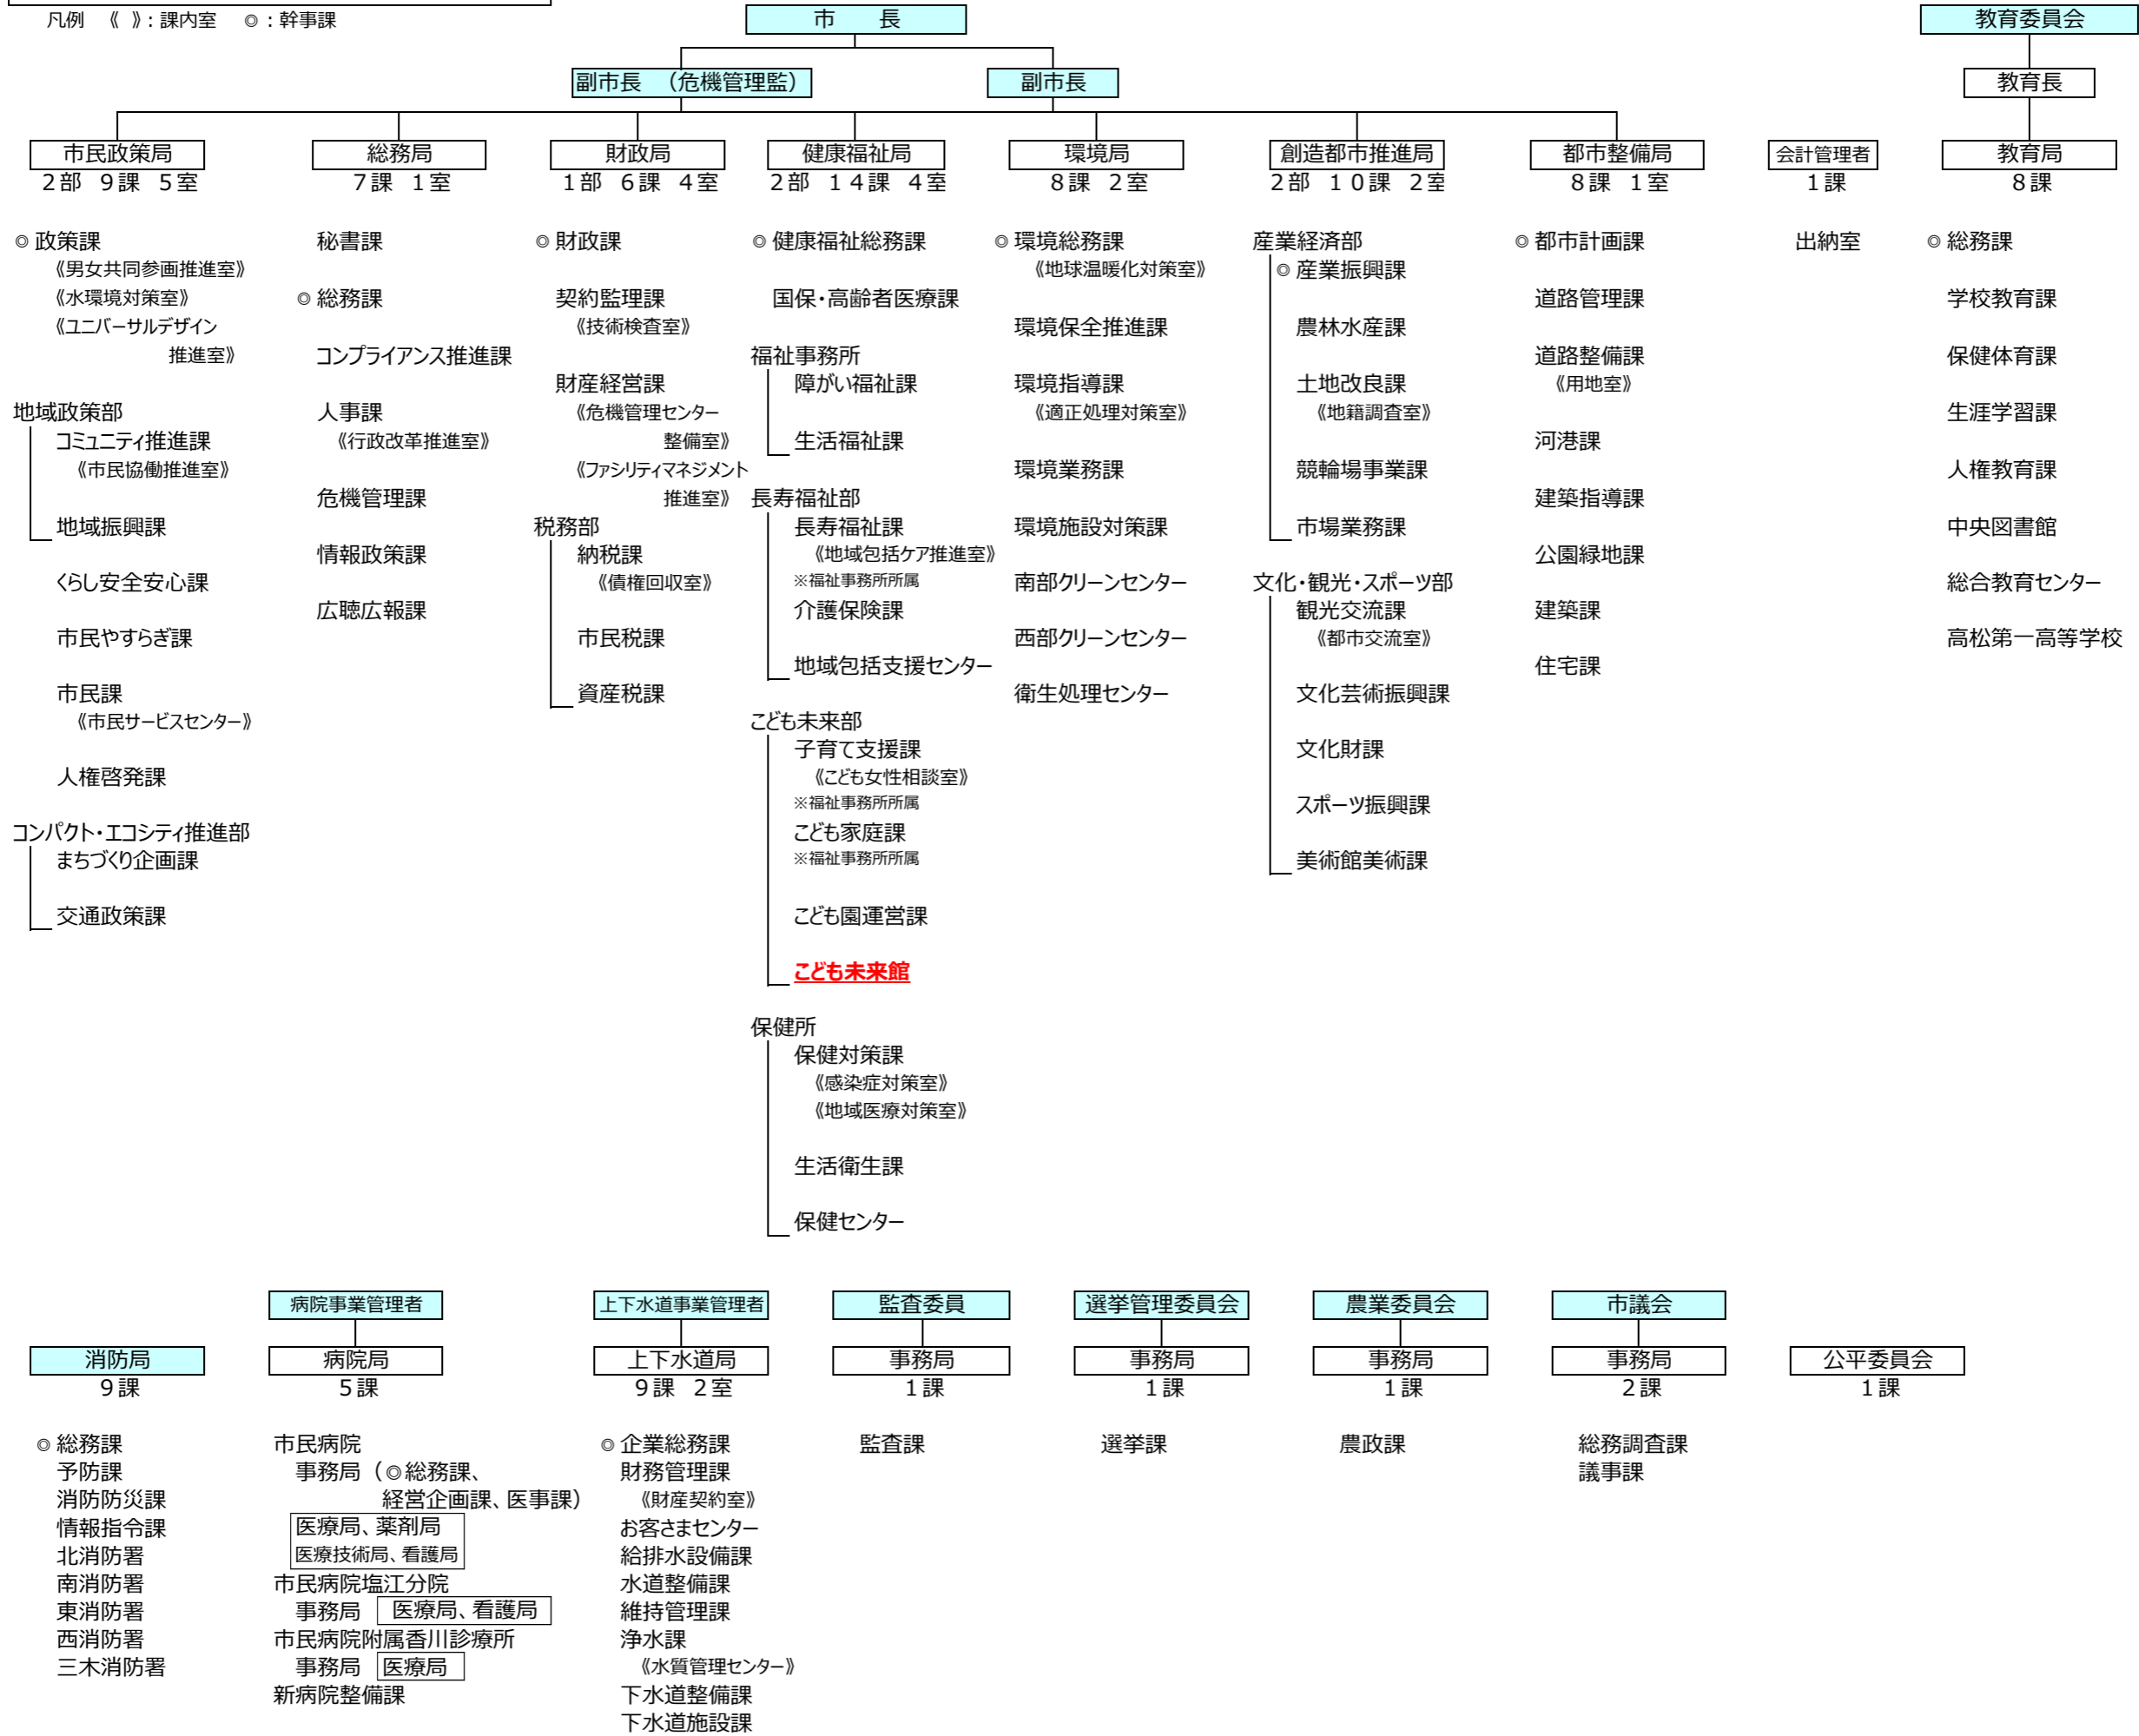 凡例　《 》：課内室　◎：幹事課
市　　長
教育委員会
副市長　（危機管理監）
副市長
教育長
市民政策局
２部　９課　５室
◎ 政策課
《男女共同参画推進室》
《水環境対策室》
《ユニバーサルデザイン
推進室》
地域政策部
コミュニティ推進課
《市民協働推進室》
地域振興課
くらし安全安心課
市民やすらぎ課
市民課
《市民サービスセンター》
人権啓発課
コンパクト・エコシティ推進部
まちづくり企画課
交通政策課
総務局
７課　１室
秘書課
◎ 総務課
コンプライアンス推進課
人事課
《行政改革推進室》
危機管理課
情報政策課
広聴広報課
財政局
１部　６課　４室
◎ 財政課
契約監理課
《技術検査室》
財産経営課
《危機管理センター
整備室》
《ファシリティマネジメント
推進室》
税務部
納税課
《債権回収室》
市民税課
資産税課
健康福祉局
２部　１４課　４室
◎ 健康福祉総務課
国保・高齢者医療課
福祉事務所
障がい福祉課
生活福祉課
長寿福祉部
長寿福祉課
《地域包括ケア推進室》
※福祉事務所所属
介護保険課
地域包括支援センター
こども未来部
子育て支援課
《こども女性相談室》
※福祉事務所所属
こども家庭課
※福祉事務所所属
こども園運営課
こども未来館
保健所
保健対策課
《感染症対策室》
《地域医療対策室》
生活衛生課
保健センター
環境局
８課　２室
◎ 環境総務課
《地球温暖化対策室》
環境保全推進課
環境指導課
《適正処理対策室》
環境業務課
環境施設対策課
南部クリーンセンター
西部クリーンセンター
衛生処理センター
創造都市推進局
２部　１０課　２室
産業経済部
◎ 産業振興課
農林水産課
土地改良課
《地籍調査室》
競輪場事業課
市場業務課
文化・観光・スポーツ部
観光交流課
《都市交流室》
文化芸術振興課
文化財課
スポーツ振興課
美術館美術課
都市整備局
８課　１室
◎ 都市計画課
道路管理課
道路整備課
《用地室》
河港課
建築指導課
公園緑地課
建築課
住宅課
会計管理者
１課
出納室
教育局
８課
◎ 総務課
学校教育課
保健体育課
生涯学習課
人権教育課
中央図書館
総合教育センター
高松第一高等学校
消防局
９課
◎ 総務課
予防課
消防防災課
情報指令課
北消防署
南消防署
東消防署
西消防署
三木消防署
病院事業管理者
病院局
５課
市民病院
事務局（◎総務課、
経営企画課、医事課）
医療局、薬剤局
医療技術局、看護局
市民病院塩江分院
事務局　医療局、看護局
市民病院附属香川診療所
事務局　医療局
新病院整備課
上下水道事業管理者
上下水道局
９課　２室
◎ 企業総務課
財務管理課
《財産契約室》
お客さまセンター
給排水設備課
水道整備課
維持管理課
浄水課
《水質管理センター》
下水道整備課
下水道施設課
監査委員
事務局
１課
監査課
選挙管理委員会
事務局
１課
選挙課
農業委員会
事務局
１課
農政課
市議会
事務局
２課
総務調査課
議事課
公平委員会
１課